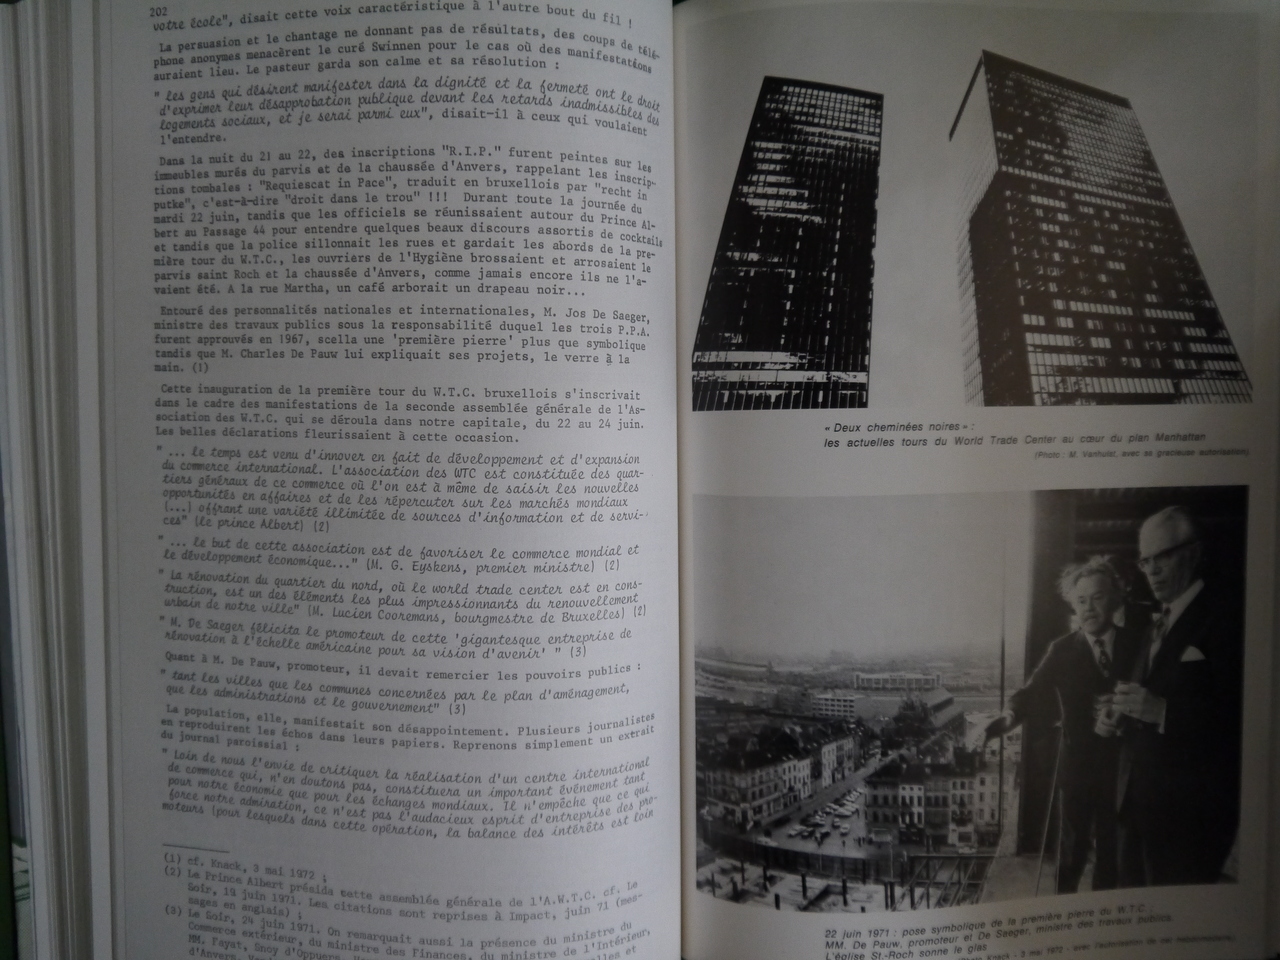 202
votre école", disait cette voix caractéristique à l'autre bout du fil !
La persuasion et le chantage ne donnant pas de résultats, des coups de télé-
phone anonymes menacèrent le curé Swinnen pour le cas où des manifestations
auraient lieu. Le pasteur garda son calme et sa résolution :
" Les gens qui désirent manifester dans la dignité et la fermeté ont le droit
d'exprimer leur désapprobation publique devant les retards inadmissibles des
logements sociaux, et je serai parmi eux", disait-il à ceux qui voulaient
l'entendre.
Dans la nuit du 21 au 22, des inscriptions "R.I.P." furent peintes sur les
immeubles murés du parvis et de la chaussée d'Anvers, rappelant les inscrip-
tions tombales : "Requiescat in Pace", traduit en bruxellois par "recht in
putke", c'est-à-dire "droit dans le trou" !!! Durant toute la journée du
mardi 22 juin, tandis que les officiels se réunissaient autour du Prince Al-
bert au Passage 44 pour entendre quelques beaux discours assortis de cocktails
et tandis que la police sillonnait les rues et gardait les abords de la pre-
mière tour du W.T.C., les ouvriers de l'Hygiène brossaient et arrosaient le
parvis saint Roch et la chaussée d'Anvers, comme jamais encore ils ne l'a-
vaient été. A la rue Martha, un café arborait un drapeau noir...
Entouré des personnalités nationales et internationales, M. Jos De Saeger,
ministre des travaux publics sous la responsabilité duquel les trois P.P.A.
furent approuvés en 1967, scella une 'première pierre' plus que symbolique
tandis que M. Charles De Pauw lui expliquait ses projets, le verre à la
main. (1)
Cette inauguration de la première tour du W.T.C. bruxellois s'inscrivait
dans le cadre des manifestations de la seconde assemblée générale de l'As-
sociation des W.T.C. qui se déroula dans notre capitale, du 22 au 24 juin.
Les belles déclarations fleurissaient à cette occasion.
" ... le temps est venu d'innover en fait de développement et d'expansion
du commerce international. L'association des WTC est constituée des quar-
tiers généraux de ce commerce où l'on est à même de saisir les nouvelles
opportunités en affaires et de les répercuter sur les marchés mondiaux
(...) offrant une variété illimitée de sources d'information et de servi-
ces" (le prince Albert) (2)
" ... le but de cette association est de favoriser le commerce mondial et
le développement économique..." (M. G. Eyskens, premier ministre) (2)
" La rénovation du quartier du nord, où le world trade center est en cons-
truction, est un des éléments les plus impressionnants du renouvellement
urbain de notre ville" (M. Lucien Cooremans, bourgmestre de Bruxelles) (2)
" M. De Saeger félicita le promoteur de cette 'gigantesque entreprise de
rénovation à l'échelle américaine pour sa vision d'avenir' " (3)
Quant à M. De Pauw, promoteur, il devait remercier les pouvoirs publics :
" tant les villes que les communes concernées par le plan d'aménagement,
que les administrations et le gouvernement" (3)
La population, elle, manifestait son désappointement. Plusieurs journalistes
en reproduirent les échos dans leurs papiers. Reprenons simplement un extrait
du journal paroissial :
" Loin de nous l'envie de critiquer la réalisation d'un centre international
de commerce qui, n'en doutons pas, constituera un important événement tant
pour notre économie que pour les échanges mondiaux. Il n'empêche que ce qui
force notre admiration, ce n'est pas l'audacieux esprit d'entreprise des pro-
moteurs (pour lesquels dans cette opération, la balance des intérêts est loin
(1) cf. Knack, 3 mai 1972 ;
(2) Le Prince Albert présida cette assemblée générale de l'A.W.T.C. cf. Le
Soir, 19 juin 1971. Les citations sont reprises à Impact, juin 71 (mes-
sages en anglais) ;
(3) Le Soir, 24 juin 1971. On remarquait aussi la présence du ministre du
Commerce extérieur, du ministre des Finances, du ministre de l'Intérieur,
MM. Fayat, Snoy d'Oppuers,
d'Anvers,
« Deux cheminées noires » :
les actuelles tours du World Trade Center au cœur du plan Manhattan
(Photo : M. Vanhulst, avec sa gracieuse autorisation)
22 juin 1971 : pose symbolique de la première pierre du W.T.C. :
MM. De Pauw, promoteur et De Saeger, ministre des travaux publics.
L'église St.-Roch sonne le glas
Knack - 3 mai 1972 - avec l'autorisation de